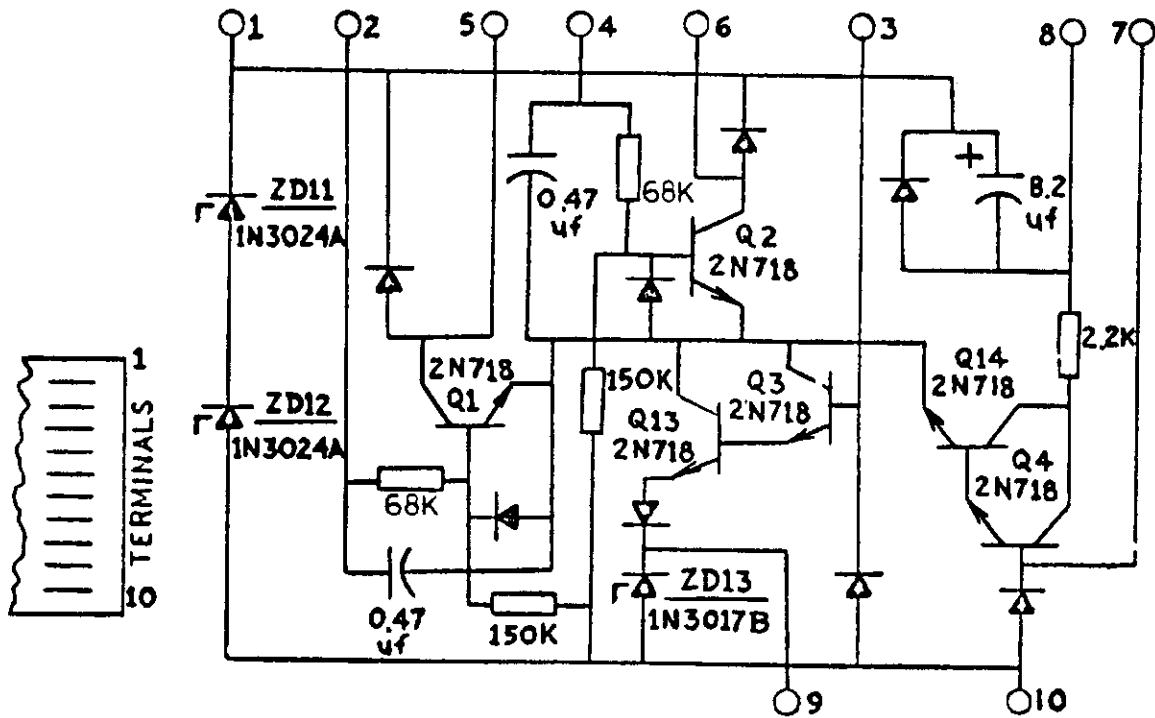 1
2
5
4
6
3
8
7
ZD11
1N3024A
0.47
uf
68K
Q2
2N718
+
8.2
uf
2.2K
2N718
Q1
150K
Q3
2N718
Q13
2N718
Q14
2N718
Q4
2N718
ZD12
1N3024A
68K
1
TERMINALS
10
0.47
uf
150K
ZD13
1N3017B
9
10